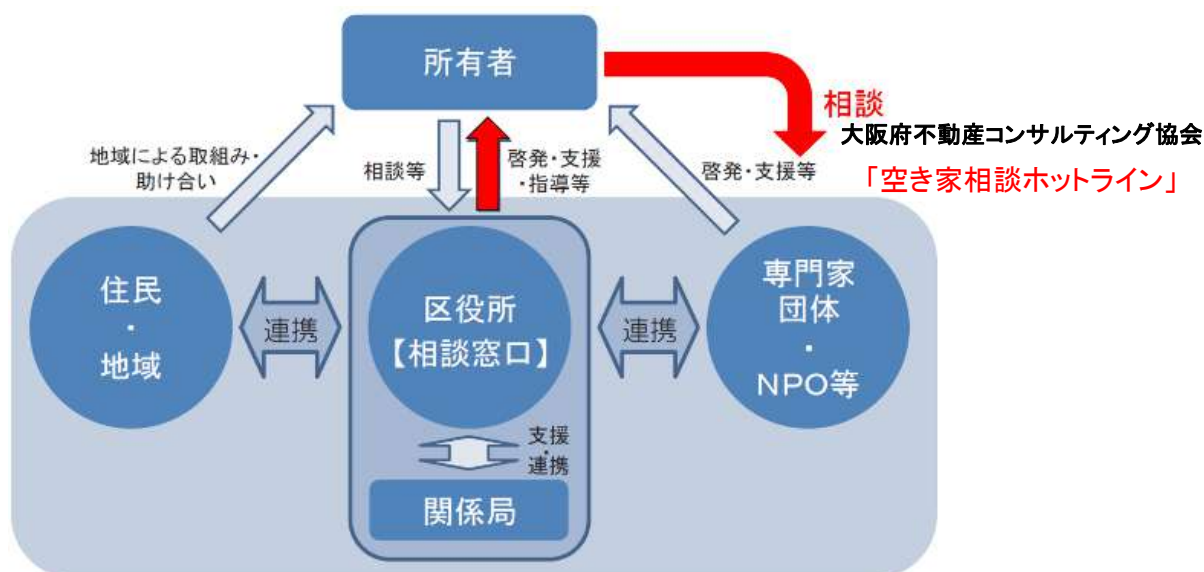 所有者
相談
大阪府不動産コンサルティング協会
「空き家相談ホットライン」
地域による取組み・
助け合い
相談等
啓発・支援
・指導等
啓発・支援等
住民
・
地域
連携
区役所
【相談窓口】
連携
専門家
団体
・
NPO等
支援
・
連携
関係局